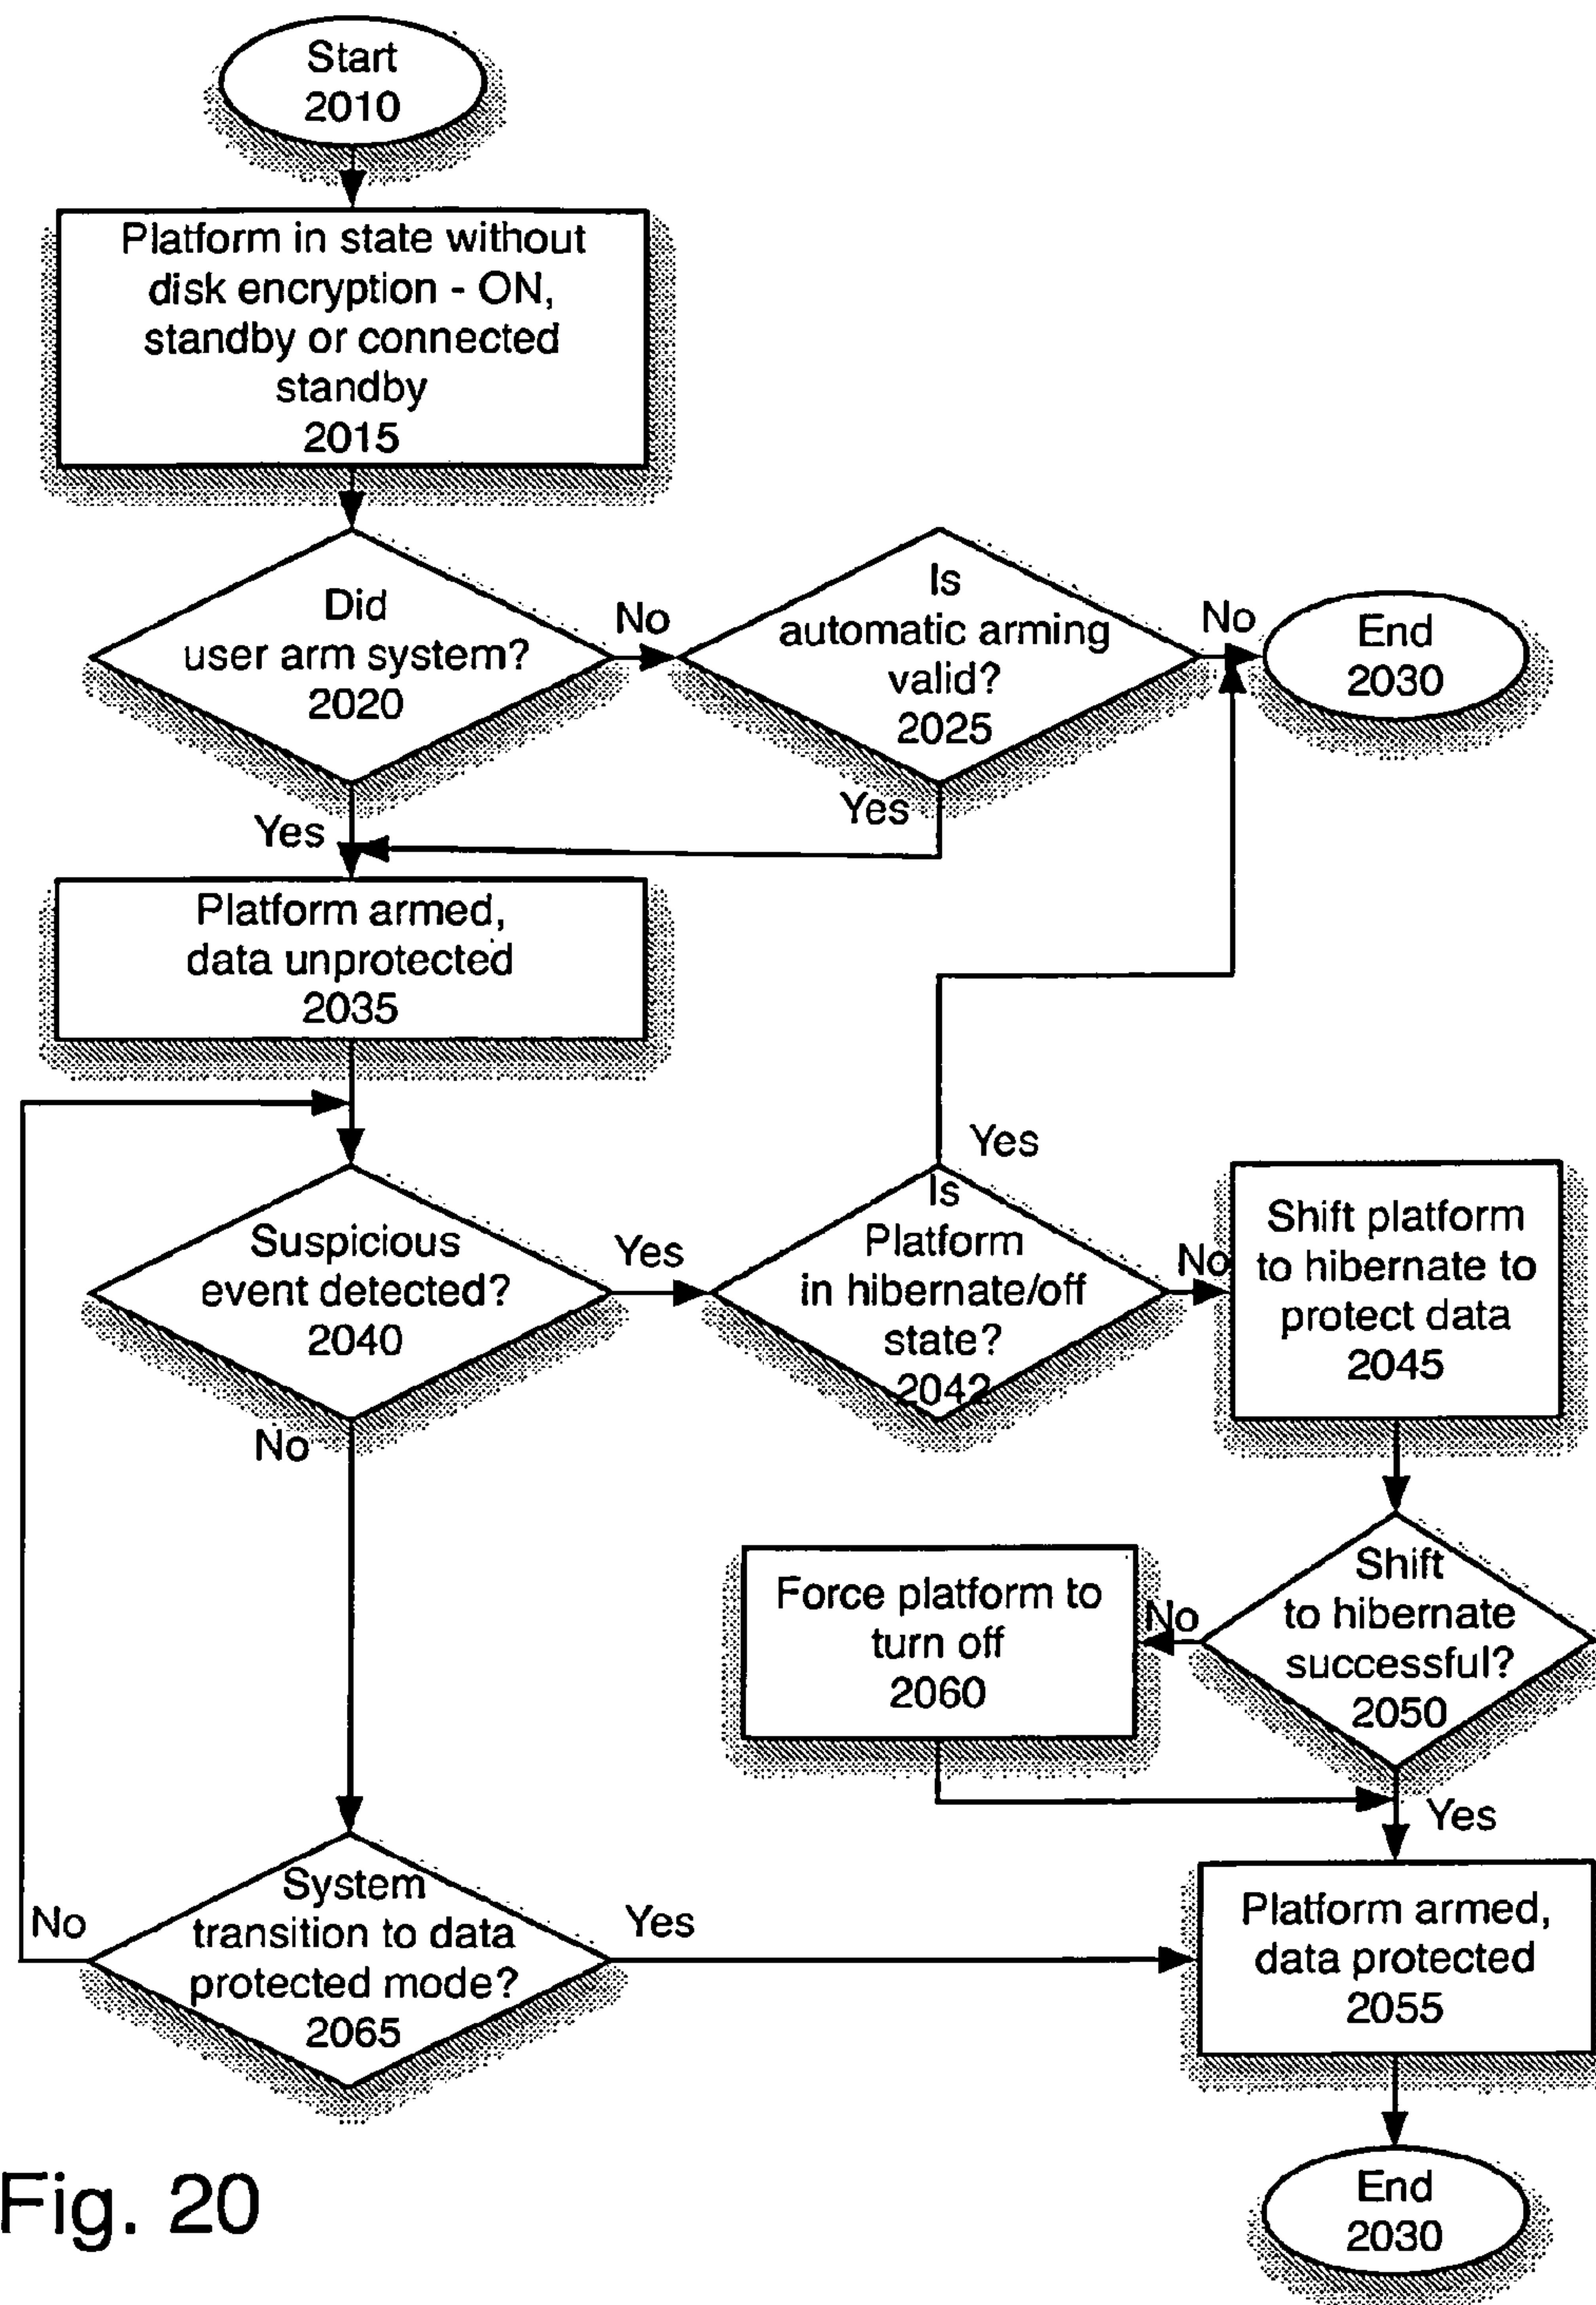 Start
2010
Platform in state without
disk encryption - ON,
standby or connected
standby
2015
Did
user arm system?
2020
No
Is
automatic arming
valid?
2025
No
End
2030
Yes
Yes
Platform armed,
data unprotected
2035
Suspicious
event detected?
2040
Yes
Is
Platform
in hibernate/off
state?
2042
Yes
No
Shift platform
to hibernate to
protect data
2045
No
Shift
to hibernate
successful?
2050
No
Force platform to
turn off
2060
Yes
System
transition to data
protected mode?
2065
No
Yes
Platform armed,
data protected
2055
End
2030
Fig. 20